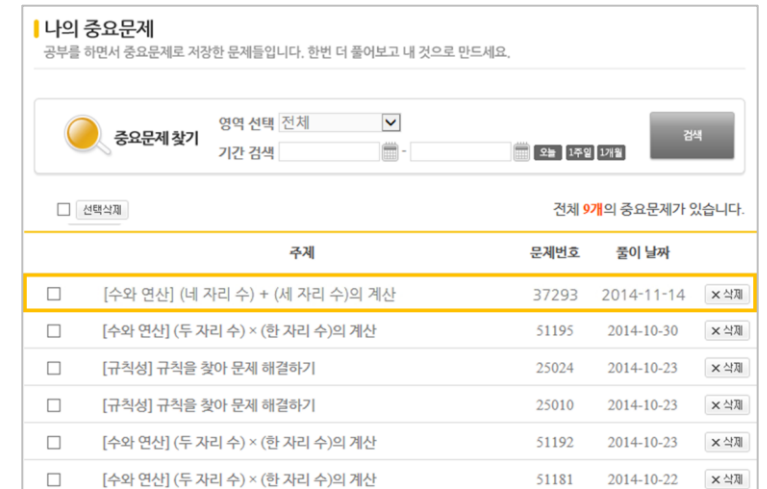 나의 중요문제
공부를 하면서 중요문제로 저장한 문제들입니다. 한번 더 풀어보고 내 것으로 만드세요.
중요문제 찾기
영역 선택 전체
기간 검색 - 오늘 1주일 1개월
검색
선택삭제 전체 9개의 중요문제가 있습니다.
주제 문제번호 풀이 날짜
[수와 연산] (네 자리 수) + (세 자리 수)의 계산 37293 2014-11-14 × 삭제
[수와 연산] (두 자리 수) × (한 자리 수)의 계산 51195 2014-10-30 × 삭제
[규칙성] 규칙을 찾아 문제 해결하기 25024 2014-10-23 × 삭제
[규칙성] 규칙을 찾아 문제 해결하기 25010 2014-10-23 × 삭제
[수와 연산] (두 자리 수) × (한 자리 수)의 계산 51192 2014-10-23 × 삭제
[수와 연산] (두 자리 수) × (한 자리 수)의 계산 51181 2014-10-22 × 삭제